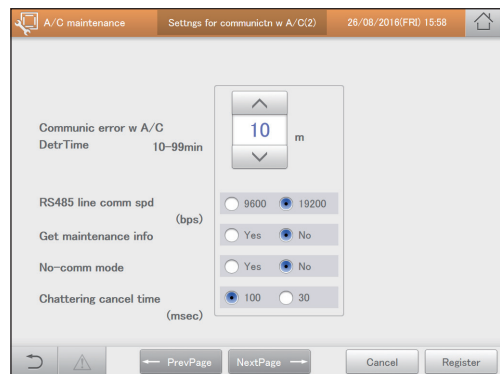 A/C maintenance
Settngs for communictn w A/C(2)
26/08/2016(FRI) 15:58
Communic error w A/C
DetrTime 10-99min
10 m
RS485 line comm spd
(bps)
9600 19200
Get maintenance info
Yes No
No-comm mode
Yes No
Chattering cancel time
(msec)
100 30
← PrevPage
NextPage →
Cancel
Register